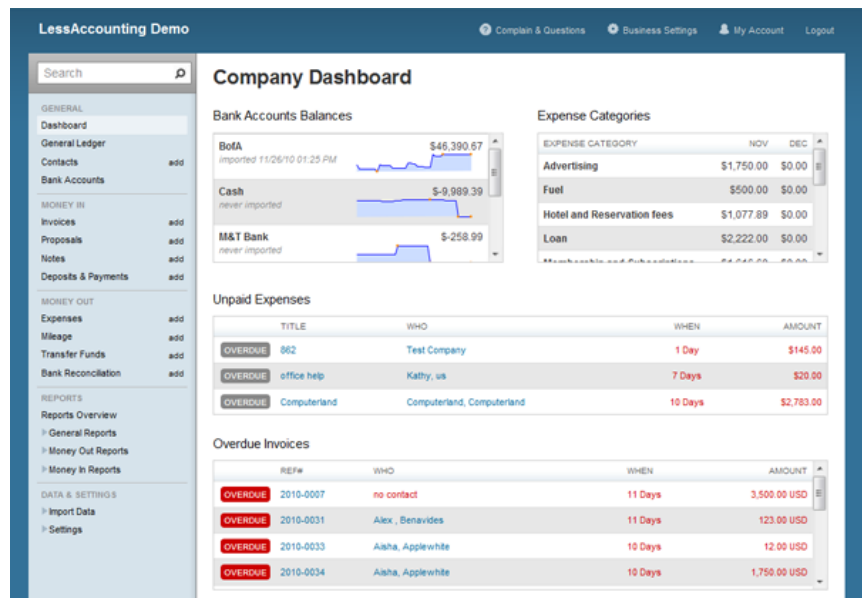 LessAccounting Demo
Complain & Questions Business Settings My Account Logout
Search
Company Dashboard
GENERAL
Dashboard
General Ledger
Contacts add
Bank Accounts
MONEY IN
Invoices add
Proposals add
Notes add
Deposits & Payments add
MONEY OUT
Expenses add
Mileage add
Transfer Funds add
Bank Reconciliation add
REPORTS
Reports Overview
General Reports
Money Out Reports
Money In Reports
DATA & SETTINGS
Import Data
Settings
Bank Accounts Balances
BofA $46,390.67
imported 11/26/10 01:25 PM
Cash $-9,989.39
never imported
M&T Bank $-258.99
never imported
Expense Categories
EXPENSE CATEGORY NOV DEC
Advertising $1,750.00 $0.00
Fuel $500.00 $0.00
Hotel and Reservation fees $1,077.89 $0.00
Loan $2,222.00 $0.00
Unpaid Expenses
TITLE WHO WHEN AMOUNT
OVERDUE 862 Test Company 1 Day $145.00
OVERDUE office help Kathy, us 7 Days $20.00
OVERDUE Computerland Computerland, Computerland 10 Days $2,783.00
Overdue Invoices
REF# WHO WHEN AMOUNT
OVERDUE 2010-0007 no contact 11 Days 3,500.00 USD
OVERDUE 2010-0031 Alex , Benavides 11 Days 123.00 USD
OVERDUE 2010-0033 Aisha, Applewhite 10 Days 12.00 USD
OVERDUE 2010-0034 Aisha, Applewhite 10 Days 1,750.00 USD